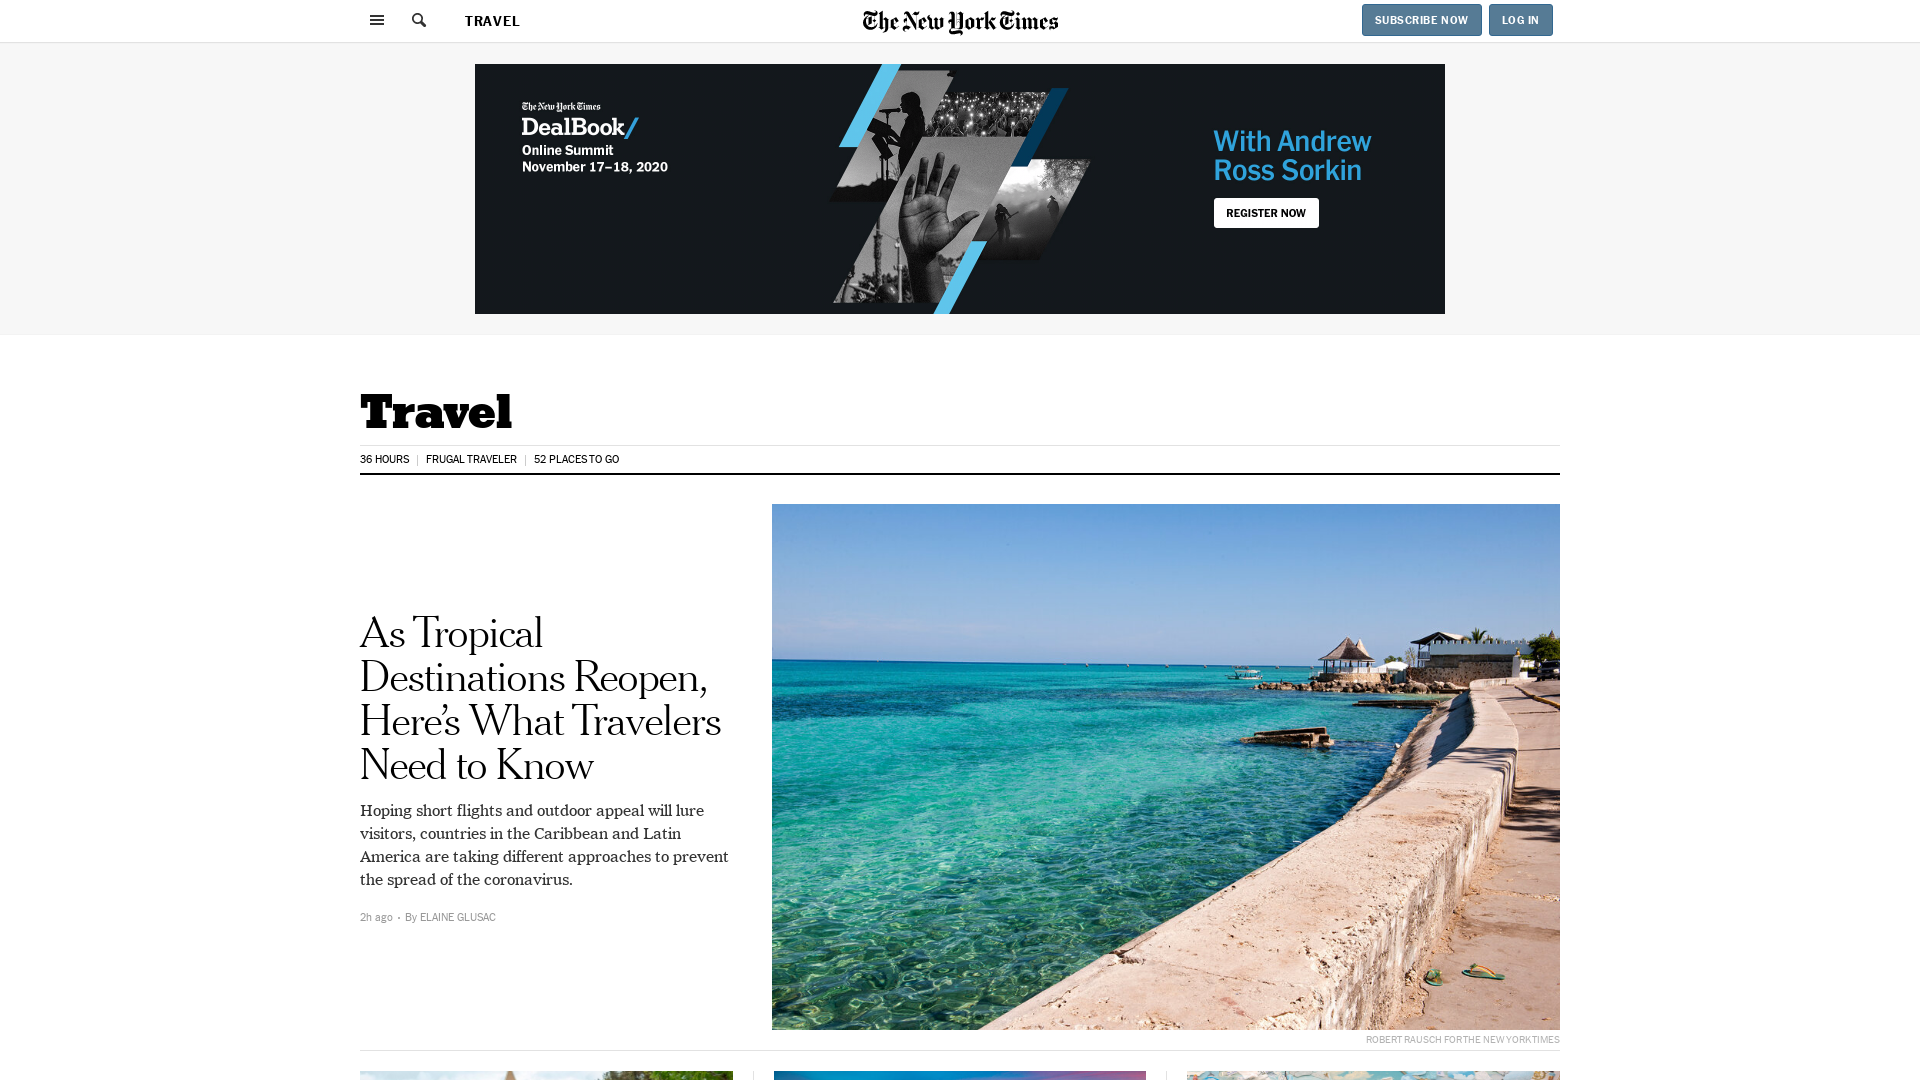 TRAVEL
The New York Times
SUBSCRIBE NOW
LOG IN
The New York Times
DealBook/
Online Summit
November 17–18, 2020
With Andrew
Ross Sorkin
REGISTER NOW
Travel
36 HOURS
FRUGAL TRAVELER
52 PLACES TO GO
As Tropical
Destinations Reopen,
Here’s What Travelers
Need to Know
Hoping short flights and outdoor appeal will lure
visitors, countries in the Caribbean and Latin
America are taking different approaches to prevent
the spread of the coronavirus.
2h ago • By ELAINE GLUSAC
ROBERT RAUSCH FOR THE NEW YORK TIMES